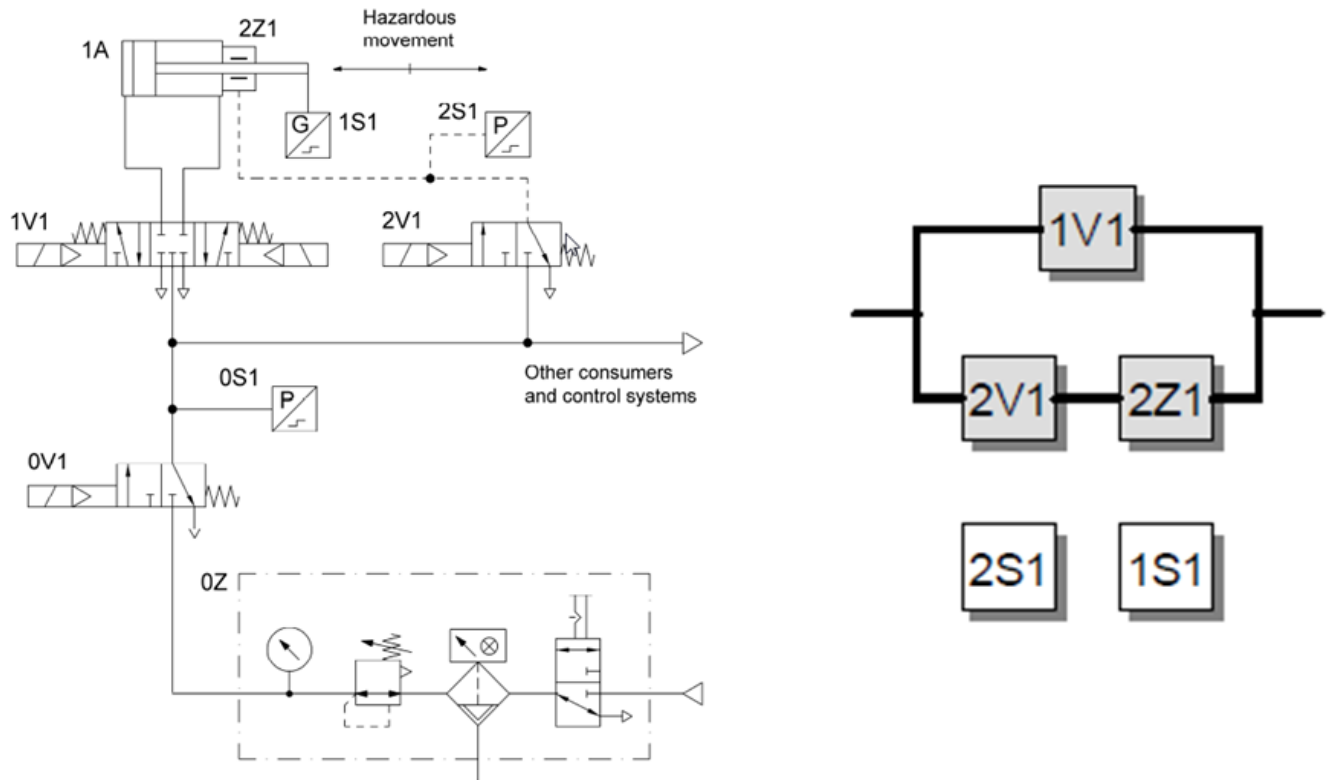 Hazardous
movement
2Z1
1A
G
1S1
2S1
P
1V1
2V1
Other consumers
and control systems
0S1
P
0V1
0Z
1V1
2V1
2Z1
2S1
1S1